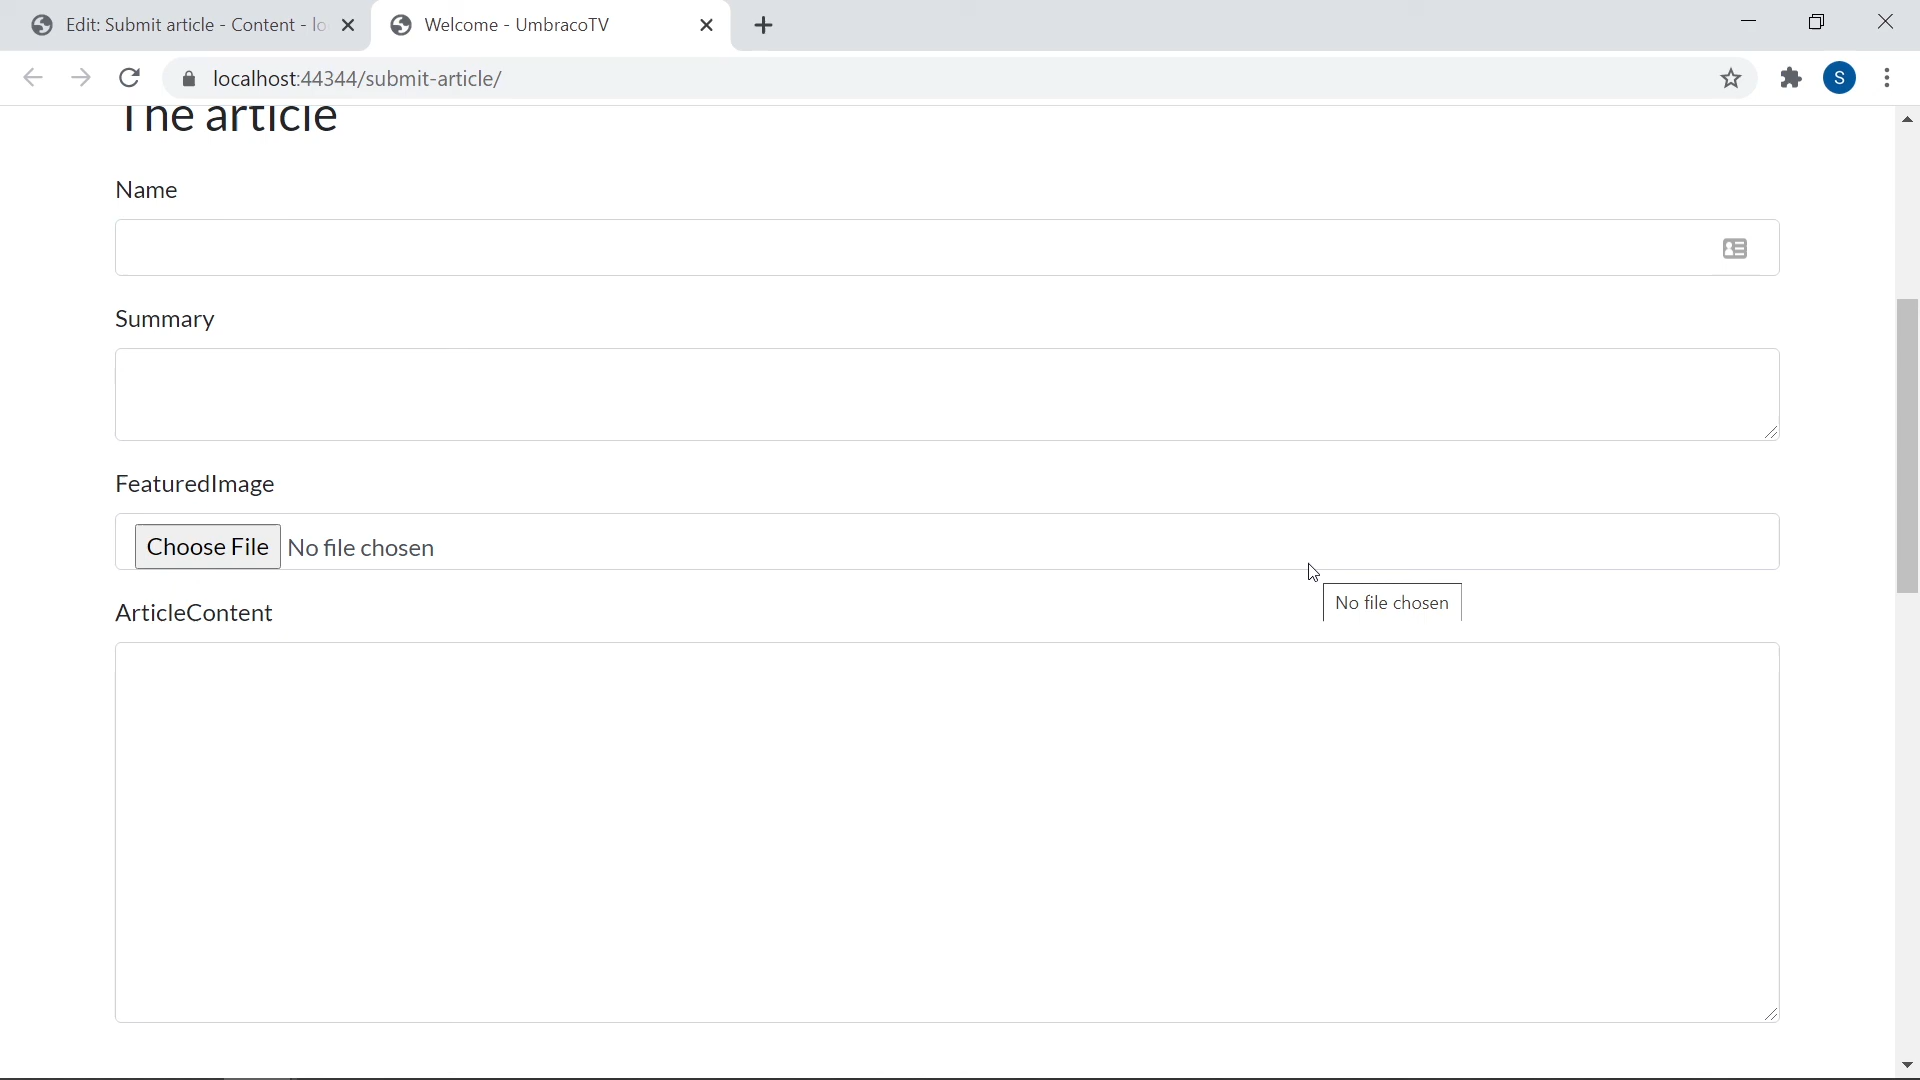 Edit: Submit article - Content - lo
Welcome - UmbracoTV
localhost:44344/submit-article/
S
The article
Name
Summary
FeaturedImage
Choose File No file chosen
No file chosen
ArticleContent